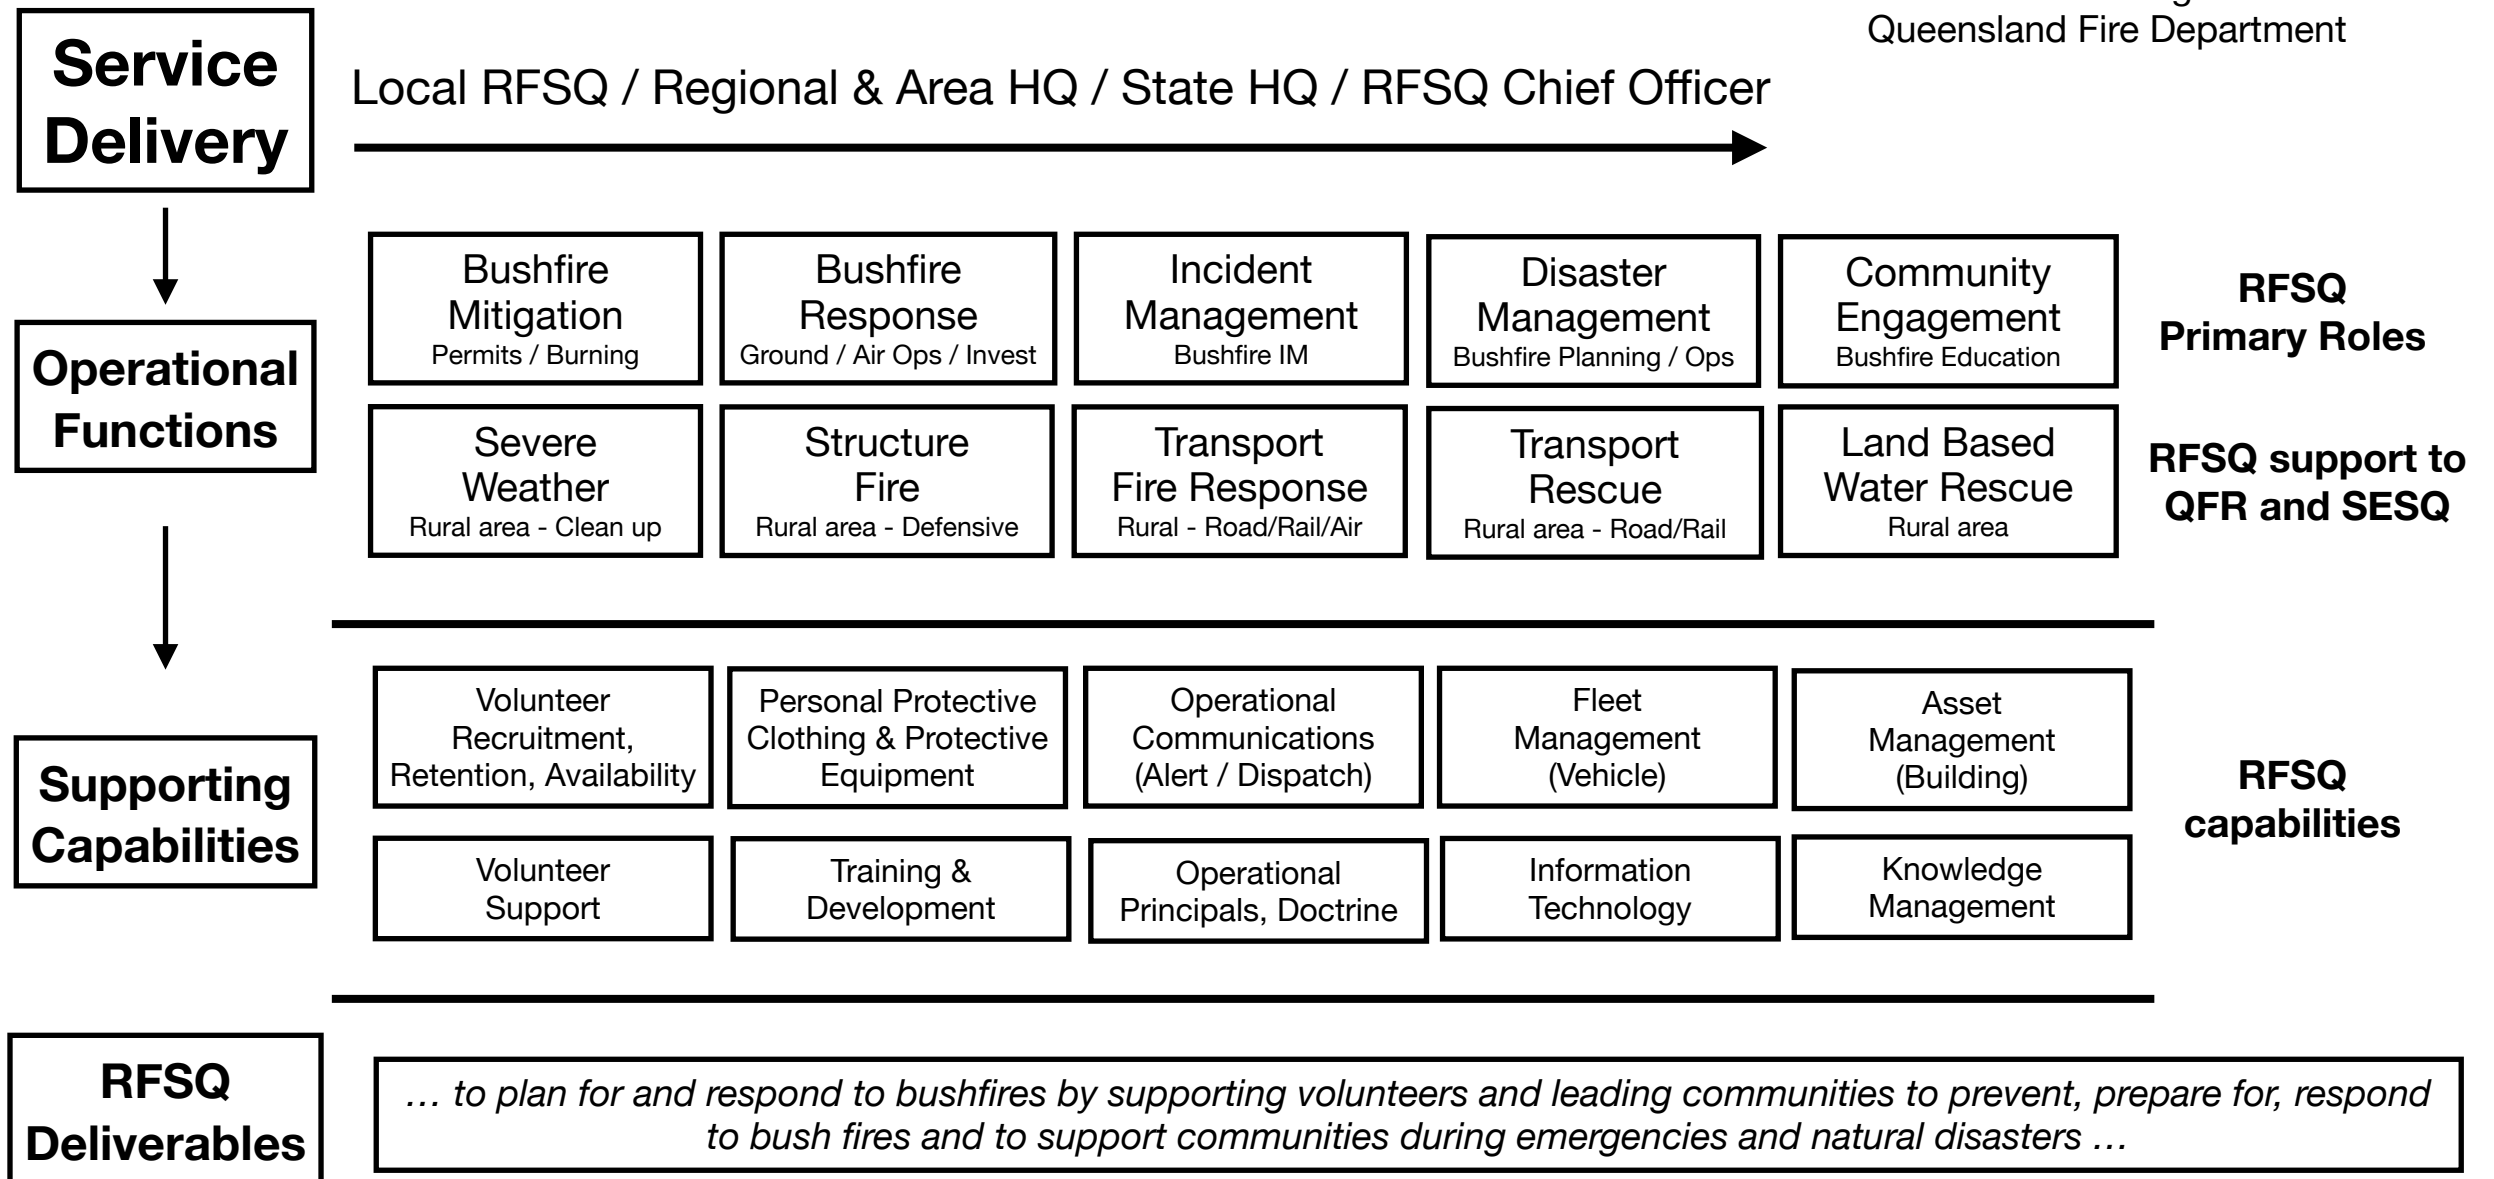 Queensland Fire Department
Service
Delivery
Local RFSQ / Regional & Area HQ / State HQ / RFSQ Chief Officer
Operational
Functions
Bushfire
Mitigation
Permits / Burning
Bushfire
Response
Ground / Air Ops / Invest
Incident
Management
Bushfire IM
Disaster
Management
Bushfire Planning / Ops
Community
Engagement
Bushfire Education
RFSQ
Primary Roles
Severe
Weather
Rural area - Clean up
Structure
Fire
Rural area - Defensive
Transport
Fire Response
Rural - Road/Rail/Air
Transport
Rescue
Rural area - Road/Rail
Land Based
Water Rescue
Rural area
RFSQ support to
QFR and SESQ
Supporting
Capabilities
Volunteer
Recruitment,
Retention, Availability
Personal Protective
Clothing & Protective
Equipment
Operational
Communications
(Alert / Dispatch)
Fleet
Management
(Vehicle)
Asset
Management
(Building)
RFSQ
capabilities
Volunteer
Support
Training &
Development
Operational
Principals, Doctrine
Information
Technology
Knowledge
Management
RFSQ
Deliverables
… to plan for and respond to bushfires by supporting volunteers and leading communities to prevent, prepare for, respond
to bush fires and to support communities during emergencies and natural disasters …